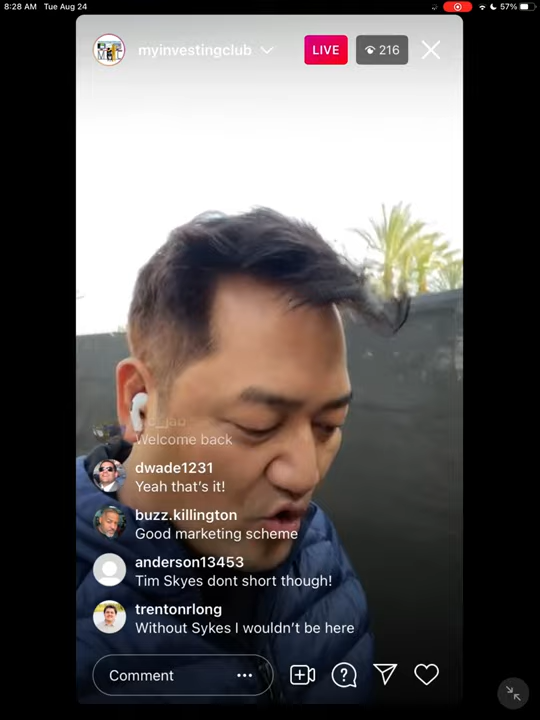 8:28 AM Tue Aug 24
57%
myinvestingclub
LIVE
216
Welcome back
dwade1231
Yeah that's it!
buzz.killington
Good marketing scheme
anderson13453
Tim Skyes dont short though!
trentonrlong
Without Sykes I wouldn't be here
Comment